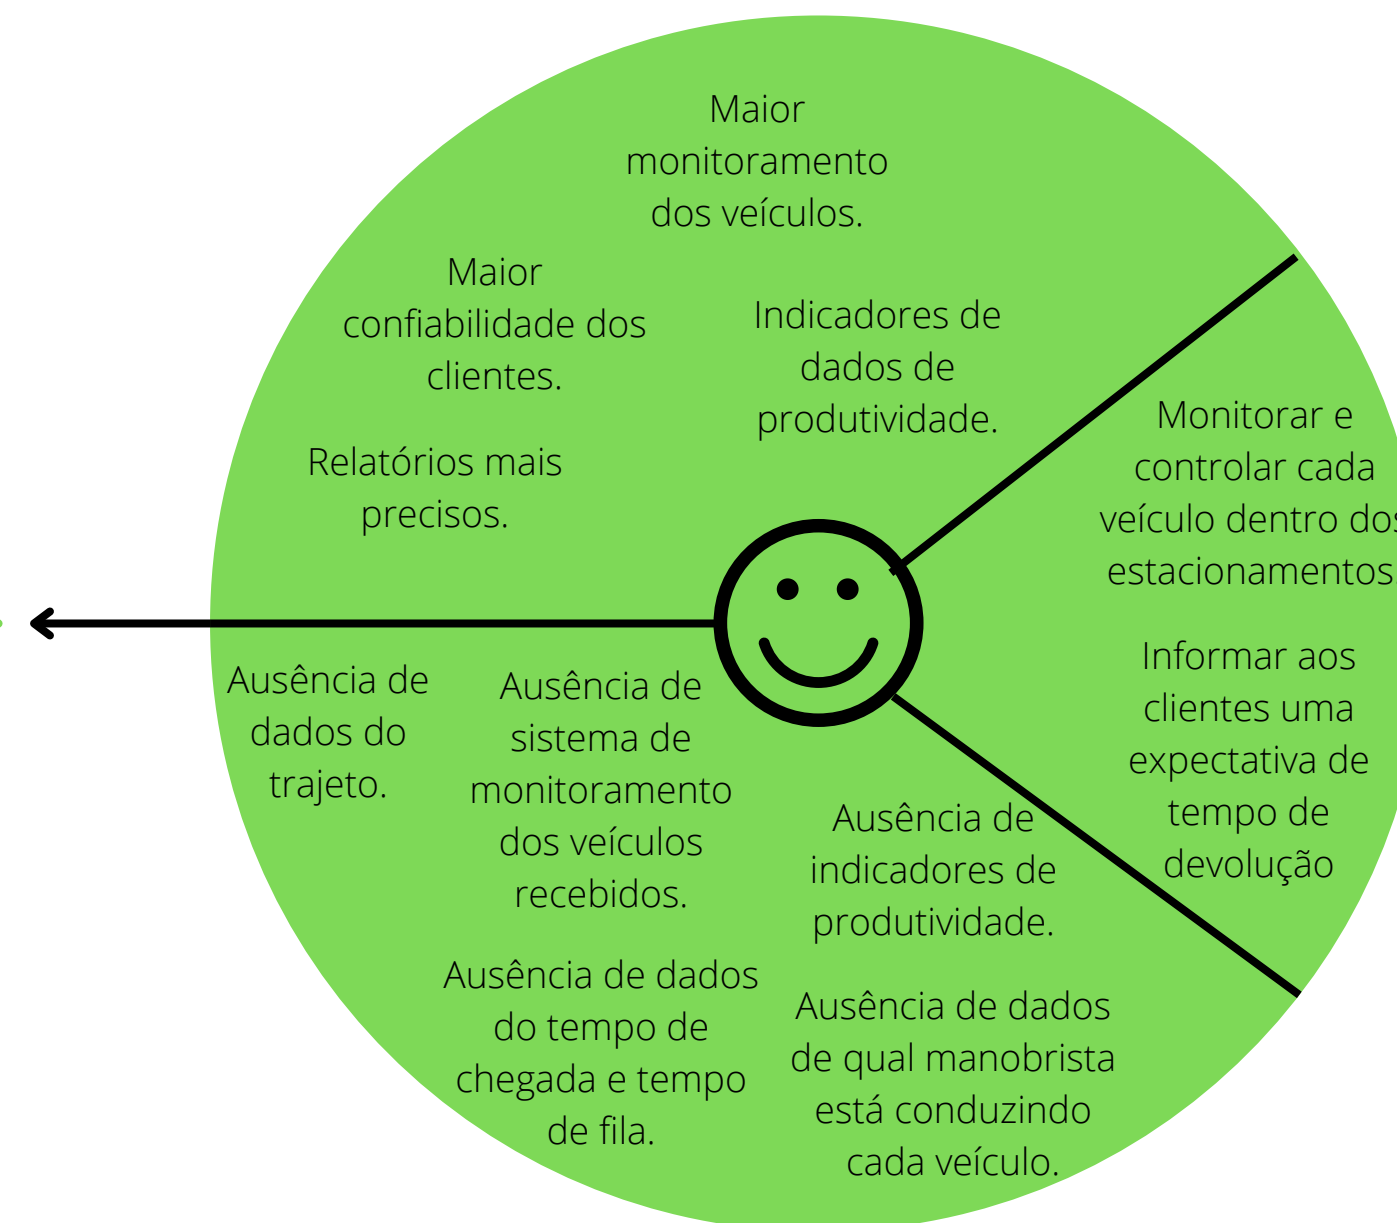 Maior
monitoramento
dos veículos.
Maior
confiabilidade dos
clientes.
Indicadores de
dados de
produtividade.
Relatórios mais
precisos.
Monitorar e
controlar cada
veículo dentro dos
estacionamentos
Informar aos
clientes uma
expectativa de
tempo de
devolução
Ausência de
dados do
trajeto.
Ausência de
sistema de
monitoramento
dos veículos
recebidos.
Ausência de
indicadores de
produtividade.
Ausência de dados
do tempo de
chegada e tempo
de fila.
Ausência de dados
de qual manobrista
está conduzindo
cada veículo.